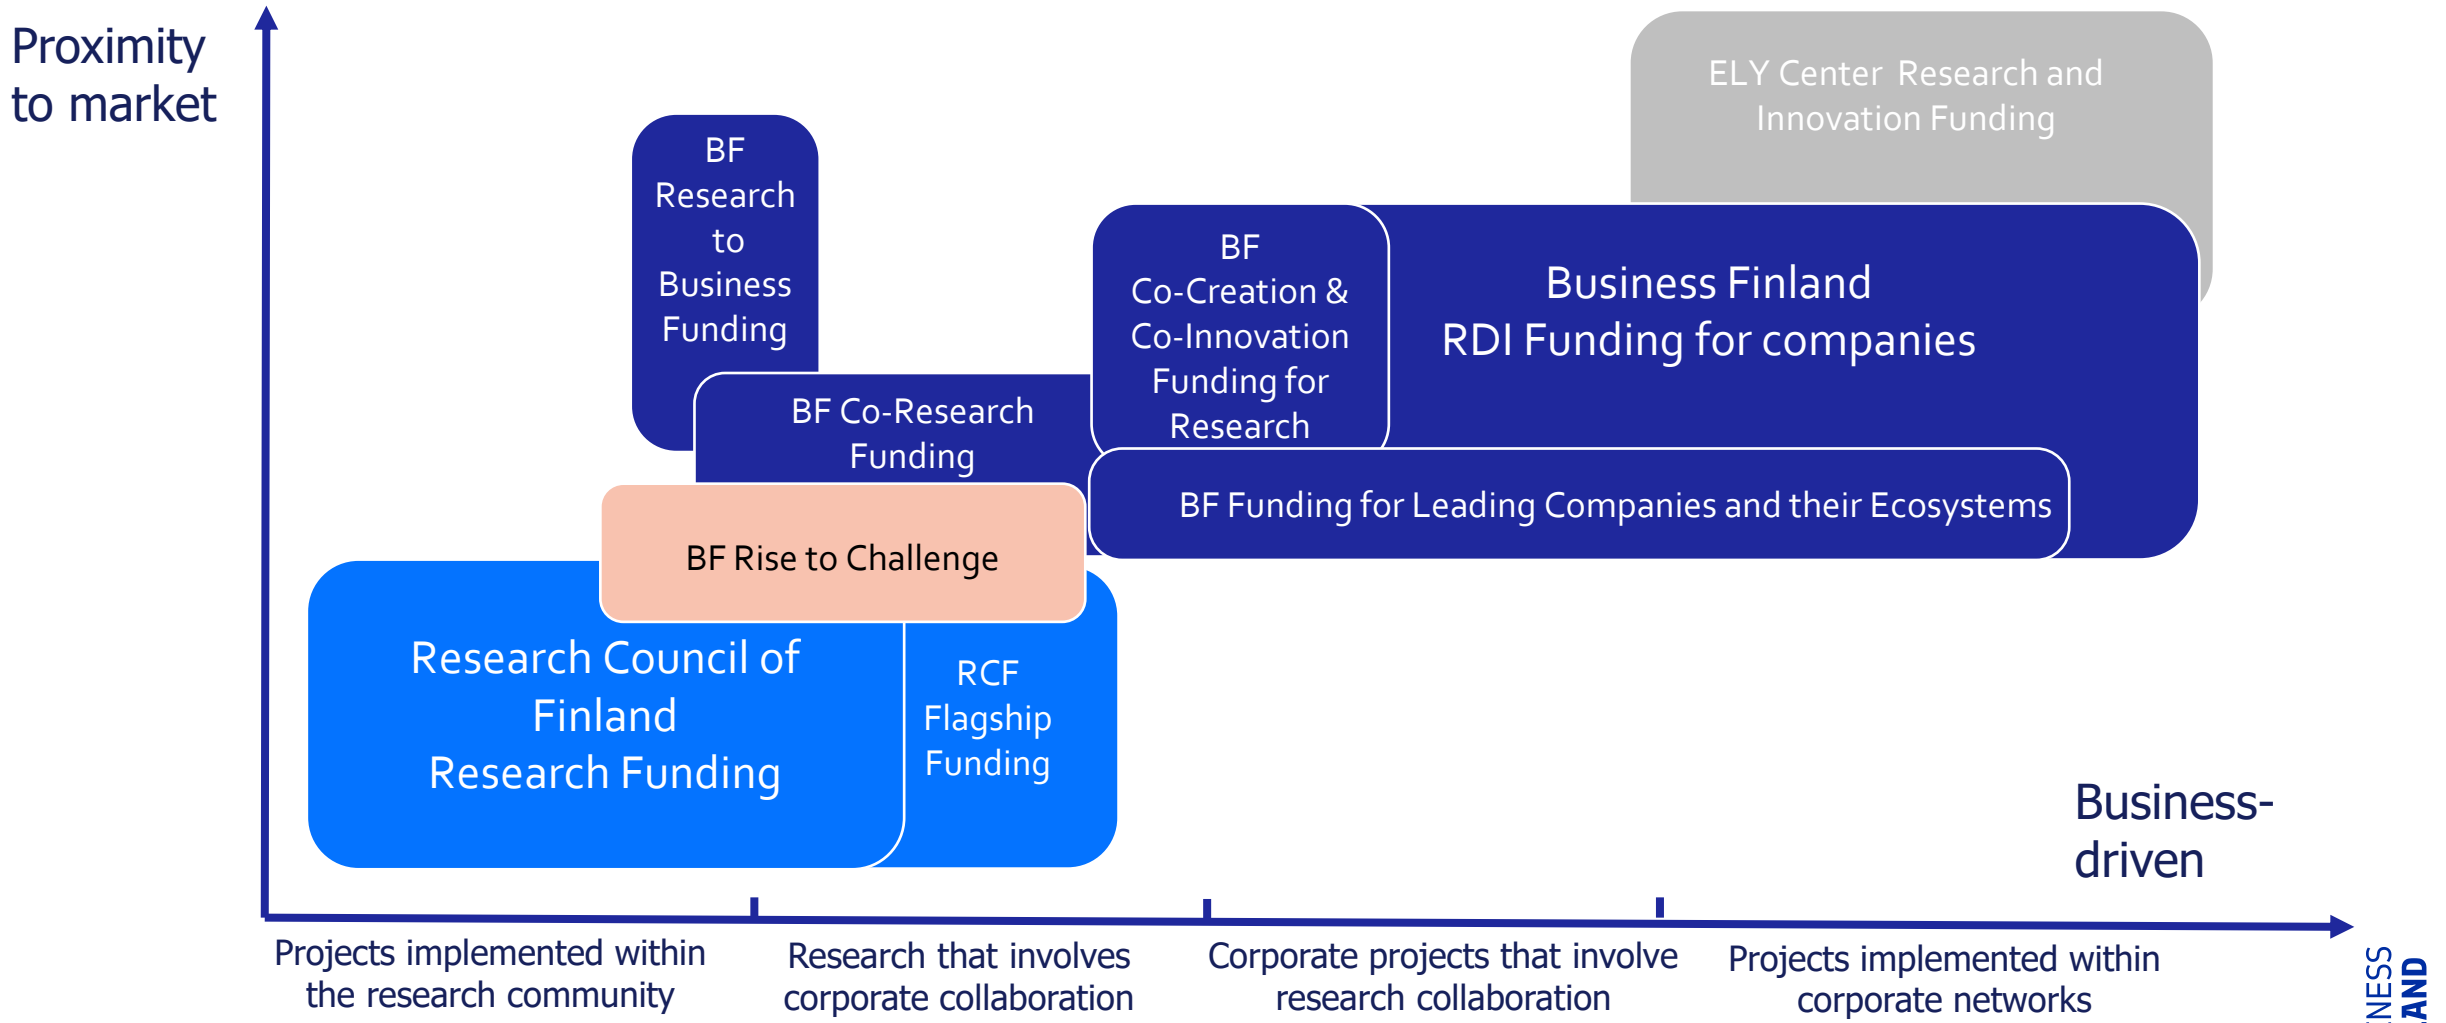 Proximity
to market
ELY Center Research and
Innovation Funding
BF
Research
to
Business
Funding
BF
Co-Creation &
Co-Innovation
Funding for
Research
Business Finland
RDI Funding for companies
BF Co-Research
Funding
BF Funding for Leading Companies and their Ecosystems
BF Rise to Challenge
Research Council of
Finland
Research Funding
RCF
Flagship
Funding
Business-
driven
Projects implemented within
the research community
Research that involves
corporate collaboration
Corporate projects that involve
research collaboration
Projects implemented within
corporate networks